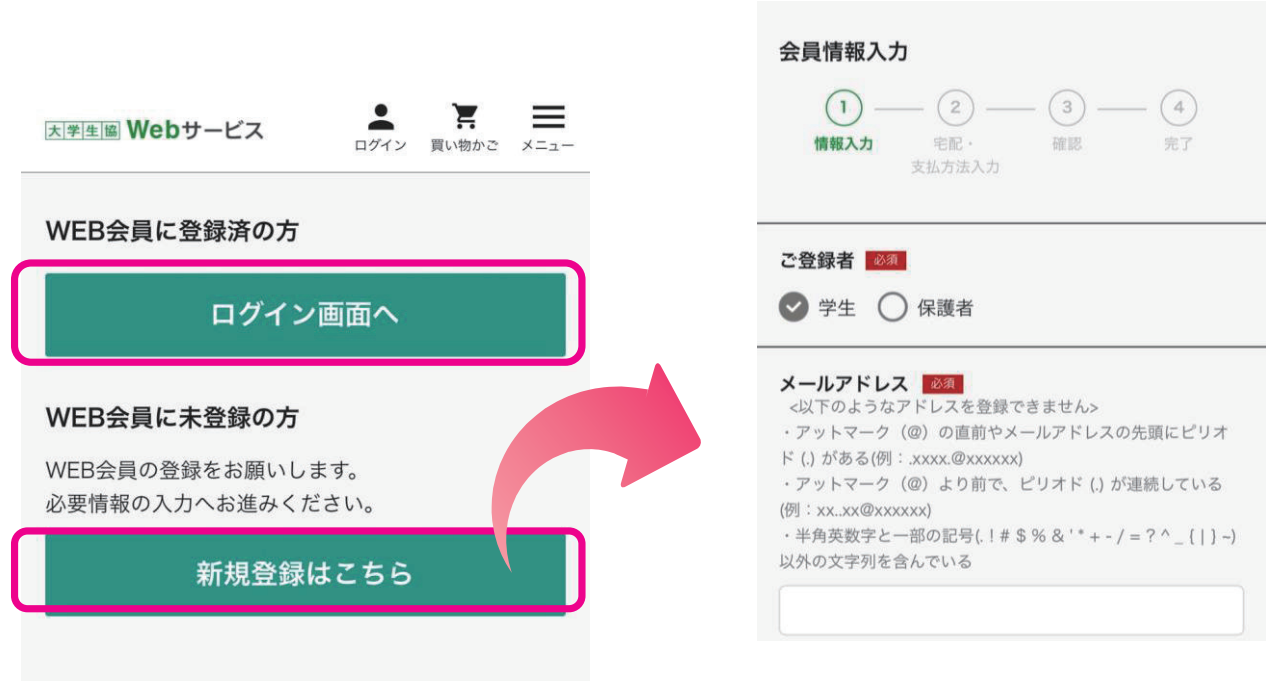 大学生協 Webサービス
ログイン
買い物かご
メニュー
WEB会員に登録済の方
ログイン画面へ
WEB会員に未登録の方
WEB会員の登録をお願いします。
必要情報の入力へお進みください。
新規登録はこちら
会員情報入力
1
2
3
4
情報入力
宅配・
支払方法入力
確認
完了
ご登録者 必須
学生 保護者
メールアドレス 必須
<以下のようなアドレスを登録できません>
・アットマーク（@）の直前やメールアドレスの先頭にピリオ
ド (.) がある(例：.xxxx.@xxxxxx)
・アットマーク（@）より前で、ピリオド (.) が連続している
(例：xx..xx@xxxxxx)
・半角英数字と一部の記号(. ! # $ % & ' * + - / = ? ^ _ { | } ~)
以外の文字列を含んでいる